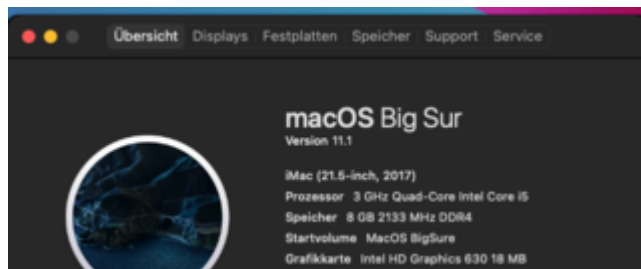 Übersicht Displays Festplatten Speicher Support Service
macOS Big Sur
Version 11.1
iMac (21.5-inch, 2017)
Prozessor 3 GHz Quad-Core Intel Core i5
Speicher 8 GB 2133 MHz DDR4
Startvolume MacOS BigSure
Grafikkarte Intel HD Graphics 630 18 MB